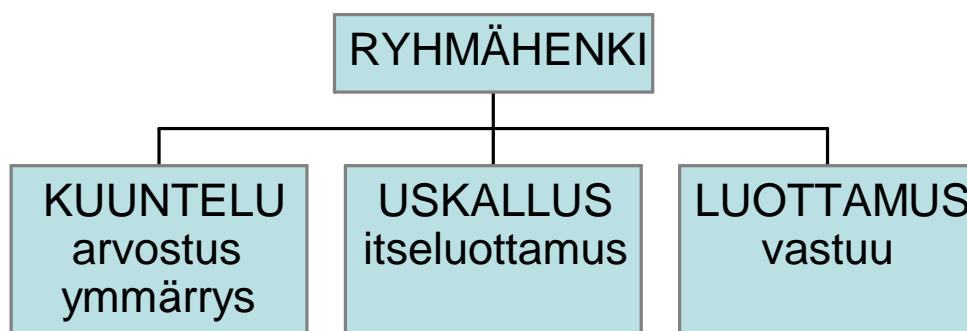 RYHMÄHENKI
KUUNTELU
arvostus
ymmärrys
USKALLUS
itseluottamus
LUOTTAMUS
vastuu